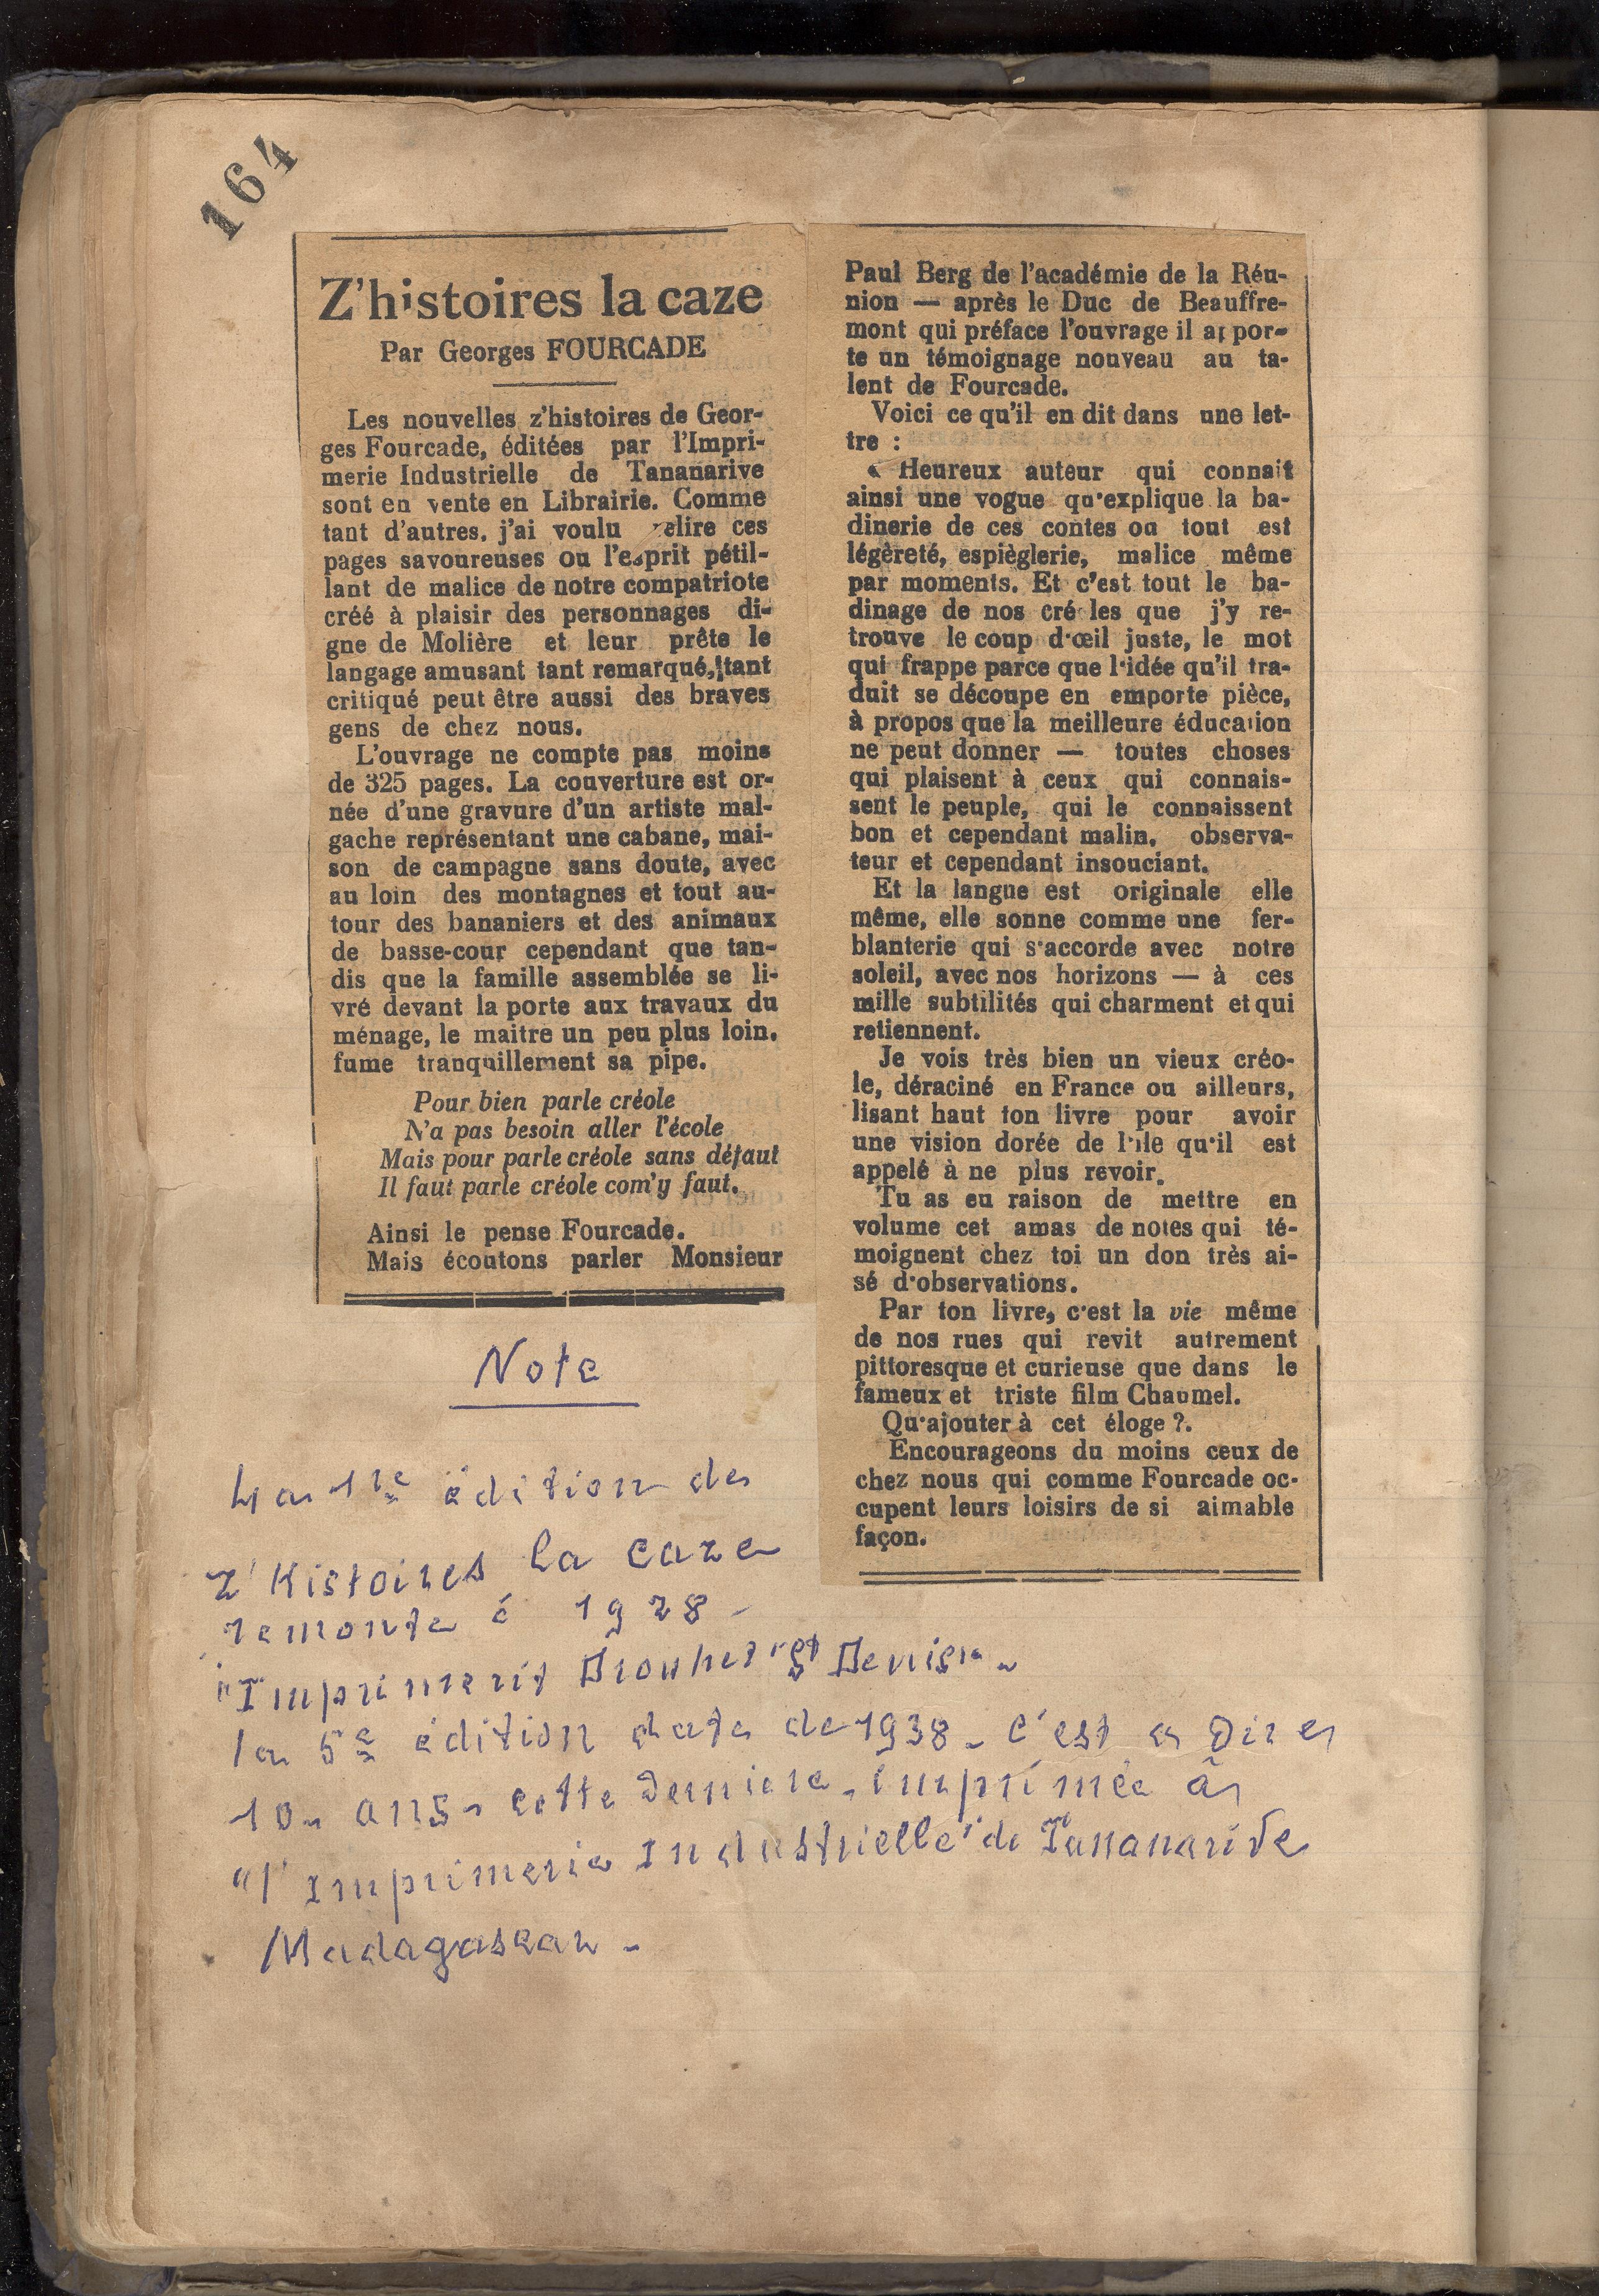 164
Z'histoires la caze
Par Georges FOURCADE
Les nouvelles z'histoires de Geor-
ges Fourcade, éditées par l'Impri-
merie Industrielle de Tananarive
sont en vente en Librairie. Comme
tant d'autres, j'ai voulu relire ces
pages savoureuses ou l'esprit pétil-
lant de malice de notre compatriote
créé à plaisir des personnages di-
gne de Molière et leur prête le
langage amusant tant remarqué, tant
critiqué peut être aussi des braves
gens de chez nous.
L'ouvrage ne compte pas moins
de 325 pages. La couverture est or-
née d'une gravure d'un artiste mal-
gache représentant une cabane, mai-
son de campagne sans doute, avec
au loin des montagnes et tout au-
tour des bananiers et des animaux
de basse-cour cependant que tan-
dis que la famille assemblée se li-
vré devant la porte aux travaux du
ménage, le maitre un peu plus loin,
fume tranquillement sa pipe.
Pour bien parle créole
N'a pas besoin aller l'école
Mais pour parle créole sans défaut
Il faut parle créole com'y faut.
Ainsi le pense Fourcade.
Mais écoutons parler Monsieur
Paul Berg de l'académie de la Réu-
nion — après le Duc de Beauffre-
mont qui préface l'ouvrage il appor-
te un témoignage nouveau au ta-
lent de Fourcade.
Voici ce qu'il en dit dans une let-
tre :
« Heureux auteur qui connait
ainsi une vogue qu'explique la ba-
dinerie de ces contes ou tout est
légèreté, espièglerie, malice même
par moments. Et c'est tout le ba-
dinage de nos créoles que j'y re-
trouve le coup d'œil juste, le mot
qui frappe parce que l'idée qu'il tra-
duit se découpe en emporte pièce,
à propos que la meilleure éducation
ne peut donner — toutes choses
qui plaisent à ceux qui connais-
sent le peuple, qui le connaissent
bon et cependant malin, observa-
teur et cependant insouciant.
Et la langue est originale elle
même, elle sonne comme une fer-
blanterie qui s'accorde avec notre
soleil, avec nos horizons — à ces
mille subtilités qui charment et qui
retiennent.
Je vois très bien un vieux créo-
le, déraciné en France ou ailleurs,
lisant haut ton livre pour avoir
une vision dorée de l'ile qu'il est
appelé à ne plus revoir.
Tu as eu raison de mettre en
volume cet amas de notes qui té-
moignent chez toi un don très ai-
sé d'observations.
Par ton livre, c'est la vie même
de nos rues qui revit autrement
pittoresque et curieuse que dans le
fameux et triste film Chaumel.
Qu'ajouter à cet éloge ?.
Encourageons du moins ceux de
chez nous qui comme Fourcade oc-
cupent leurs loisirs de si aimable
façon.
Note
La 1re édition des
Z'Histoires la caze
remonte à 1928 -
"Imprimerie Drouhet" St Denis -
la 5e édition date de 1938 - c'est à Dire
10 - ans - cette Dernière - imprimée à
"l'Imprimerie Industrielle" de Tananarive
Madagascar -